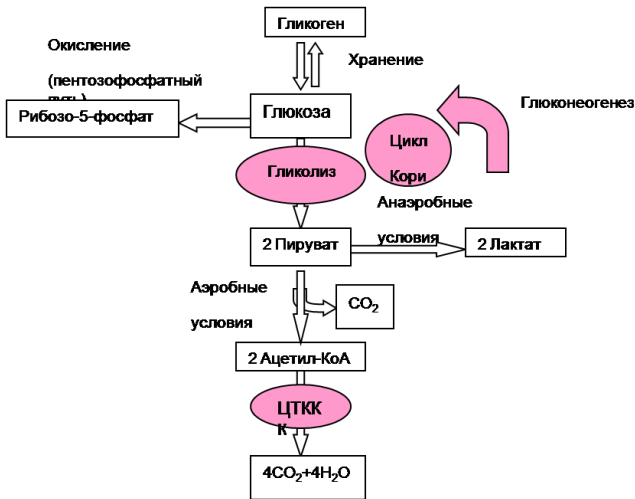 Гликоген
Окисление
(пентозофосфатный
путь)
Хранение
Рибозо-5-фосфат
Глюкоза
Глюконеогенез
Цикл
Кори
Гликолиз
Анаэробные
условия
2 Пируват
2 Лактат
Аэробные
условия
CO₂
2 Ацетил-КоА
ЦТКК
К
4CO₂+4H₂O